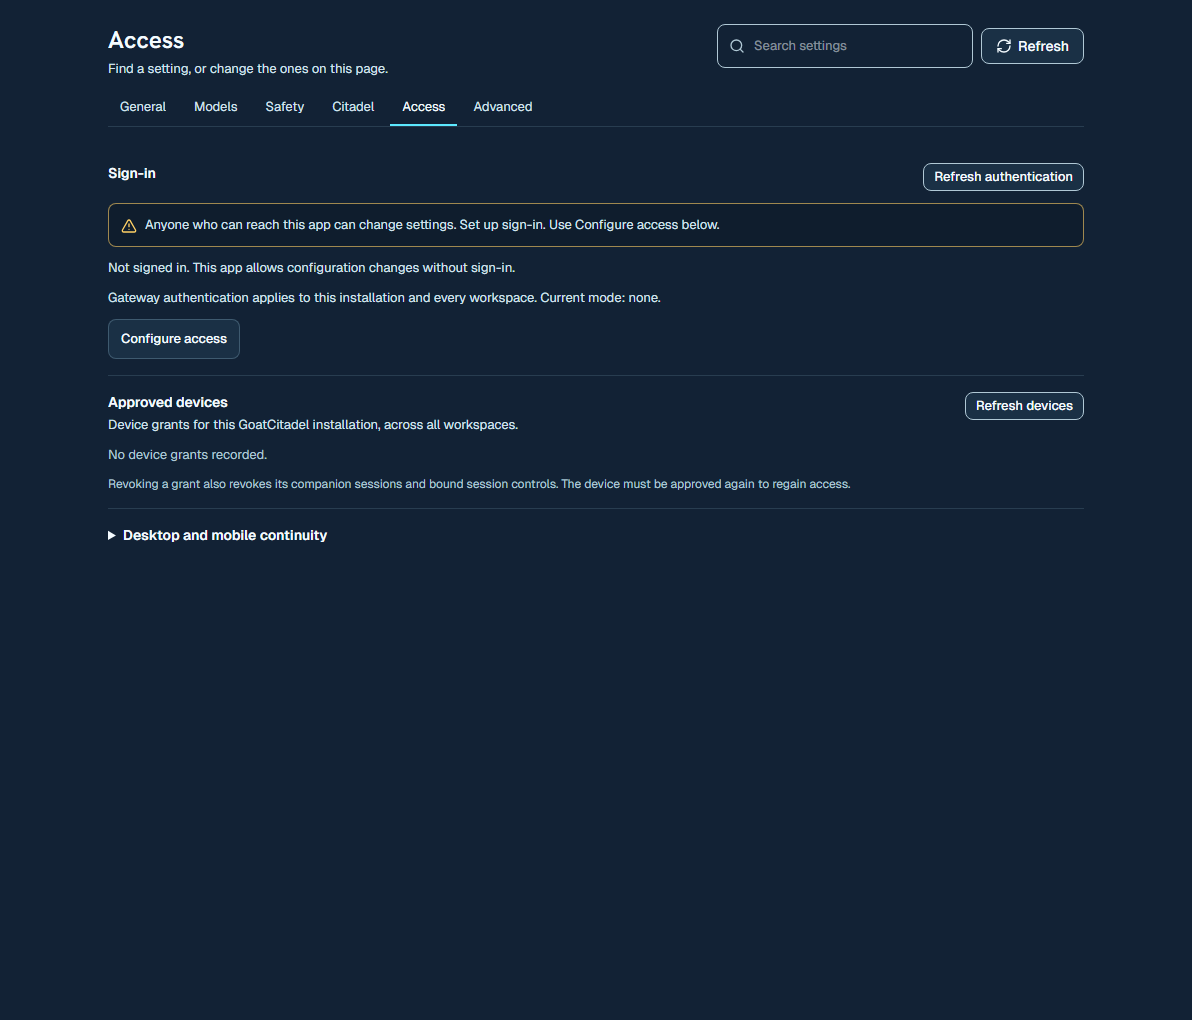 Access
Find a setting, or change the ones on this page.
Search settings
Refresh
General Models Safety Citadel Access Advanced
Sign-in
Refresh authentication
Anyone who can reach this app can change settings. Set up sign-in. Use Configure access below.
Not signed in. This app allows configuration changes without sign-in.
Gateway authentication applies to this installation and every workspace. Current mode: none.
Configure access
Approved devices
Refresh devices
Device grants for this GoatCitadel installation, across all workspaces.
No device grants recorded.
Revoking a grant also revokes its companion sessions and bound session controls. The device must be approved again to regain access.
Desktop and mobile continuity